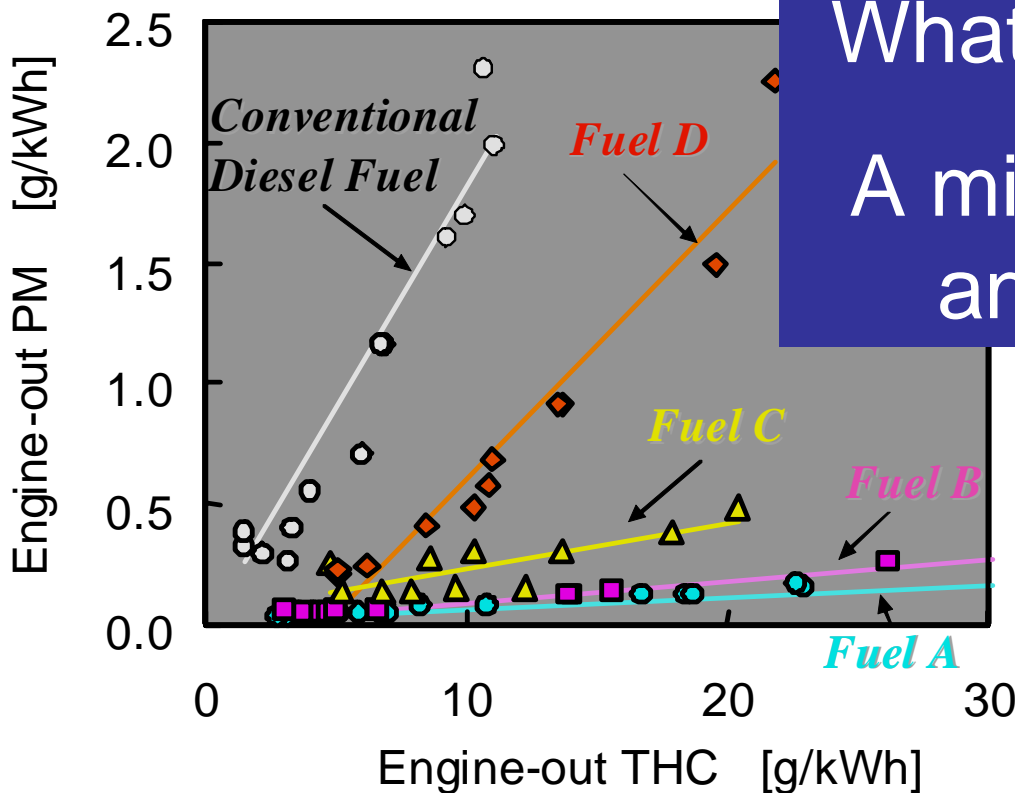 What
A mi
an
2.5
2.0
1.5
1.0
0.5
0.0
Engine-out PM [g/kWh]
Conventional
Diesel Fuel
Fuel D
Fuel C
Fuel B
Fuel A
0 10 20 30
Engine-out THC [g/kWh]